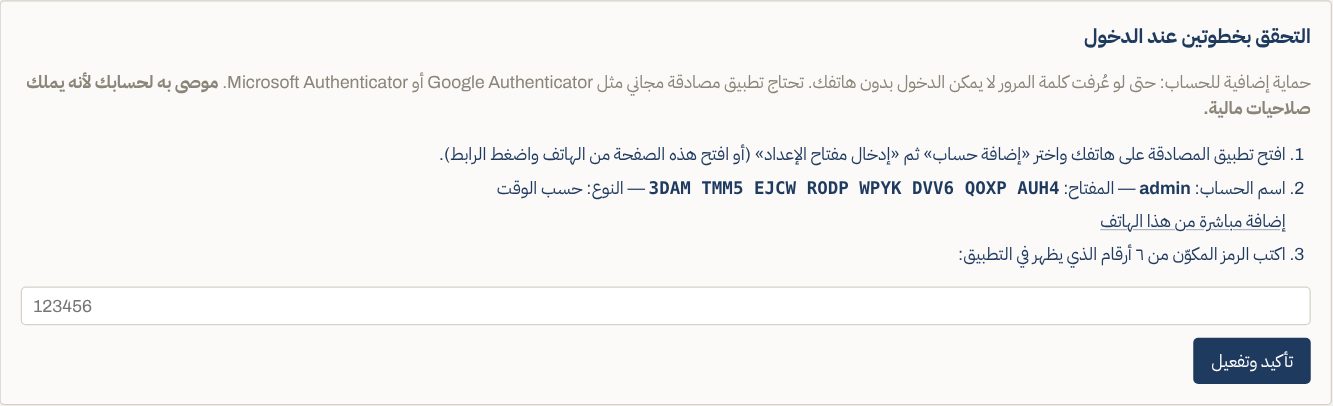 التحقق بخطوتين عند الدخول
حماية إضافية للحساب: حتى لو عُرفت كلمة المرور لا يمكن الدخول بدون هاتفك. تحتاج تطبيق مصادقة مجاني مثل Google Authenticator أو Microsoft Authenticator. موصى به لحسابك لأنه يملك
صلاحيات مالية.
1. افتح تطبيق المصادقة على هاتفك واختر «إضافة حساب» ثم «إدخال مفتاح الإعداد» (أو افتح هذه الصفحة من الهاتف واضغط الرابط).
2. اسم الحساب: admin — المفتاح: 3DAM TMM5 EJCW RODP WPYK DVV6 QOXP AUH4 — النوع: حسب الوقت
إضافة مباشرة من هذا الهاتف
3. اكتب الرمز المكوّن من ٦ أرقام الذي يظهر في التطبيق:
123456
تأكيد وتفعيل